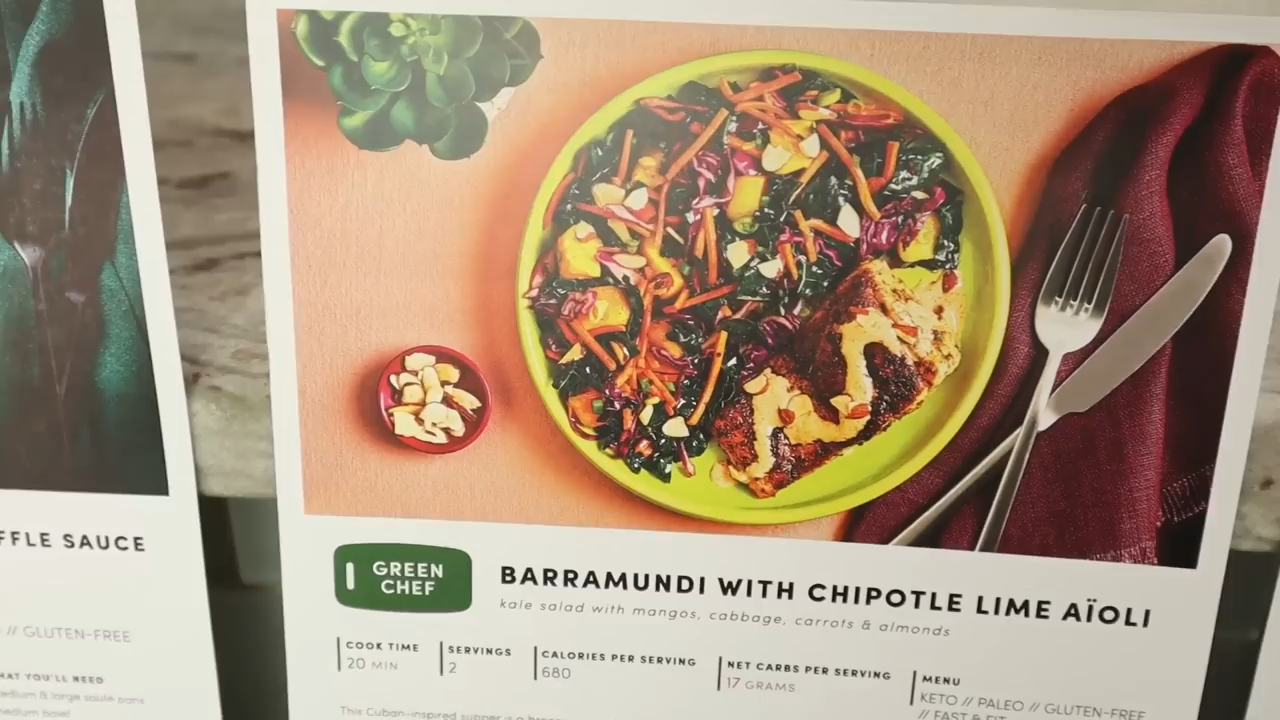 FFLE SAUCE
// GLUTEN-FREE
HAT YOU'LL NEED
medium & large sauté pans
medium bowl
GREEN
CHEF
BARRAMUNDI WITH CHIPOTLE LIME AÏOLI
kale salad with mangos, cabbage, carrots & almonds
COOK TIME
20 MIN
SERVINGS
2
CALORIES PER SERVING
680
NET CARBS PER SERVING
17 GRAMS
MENU
KETO // PALEO // GLUTEN-FREE
// FAST & FIT
This Cuban-inspired supper is a